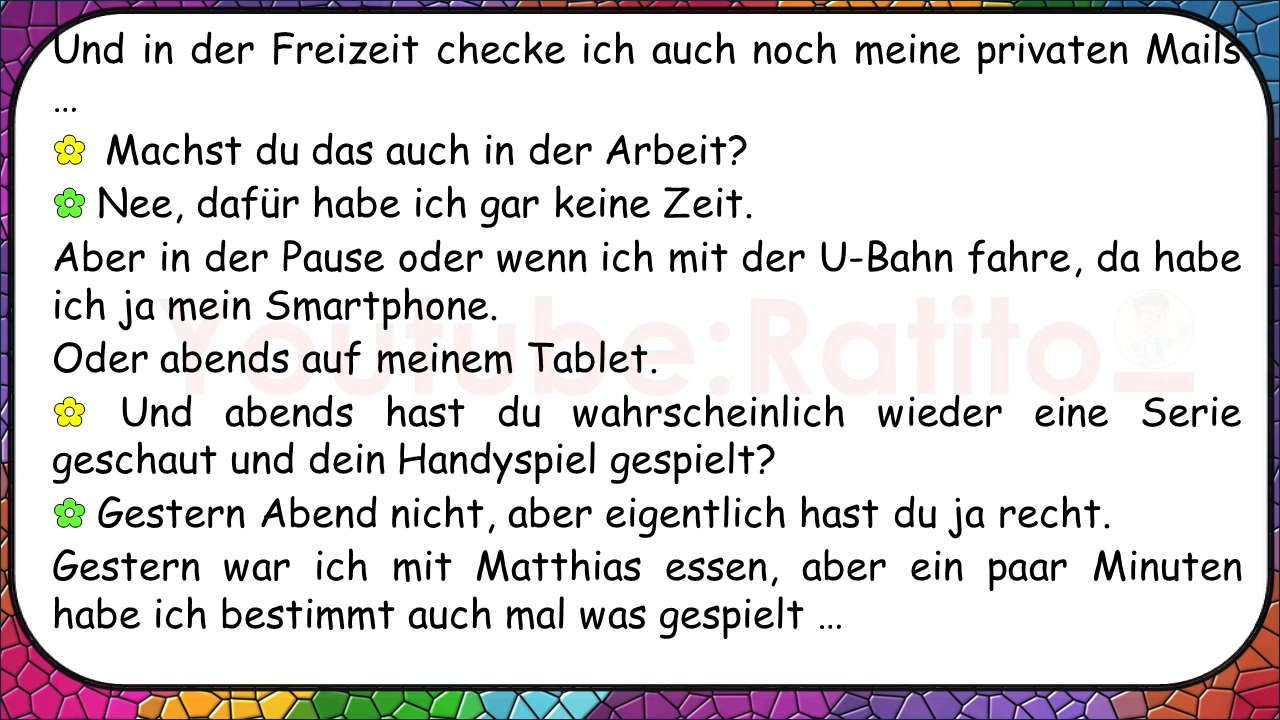 Und in der Freizeit checke ich auch noch meine privaten Mails
...
Machst du das auch in der Arbeit?
Nee, dafür habe ich gar keine Zeit.
Aber in der Pause oder wenn ich mit der U-Bahn fahre, da habe
ich ja mein Smartphone.
Youtube:Ratito
Oder abends auf meinem Tablet.
Und abends hast du wahrscheinlich wieder eine Serie
geschaut und dein Handyspiel gespielt?
Gestern Abend nicht, aber eigentlich hast du ja recht.
Gestern war ich mit Matthias essen, aber ein paar Minuten
habe ich bestimmt auch mal was gespielt ...